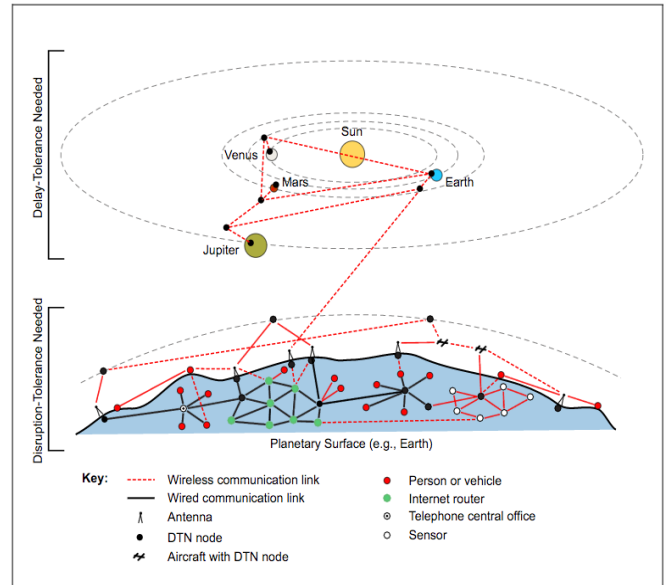 Delay-Tolerance Needed
Sun
Venus
Mars
Earth
Jupiter
Disruption-Tolerance Needed
Planetary Surface (e.g., Earth)
Key:
Wireless communication link
Wired communication link
Antenna
DTN node
Aircraft with DTN node
Person or vehicle
Internet router
Telephone central office
Sensor